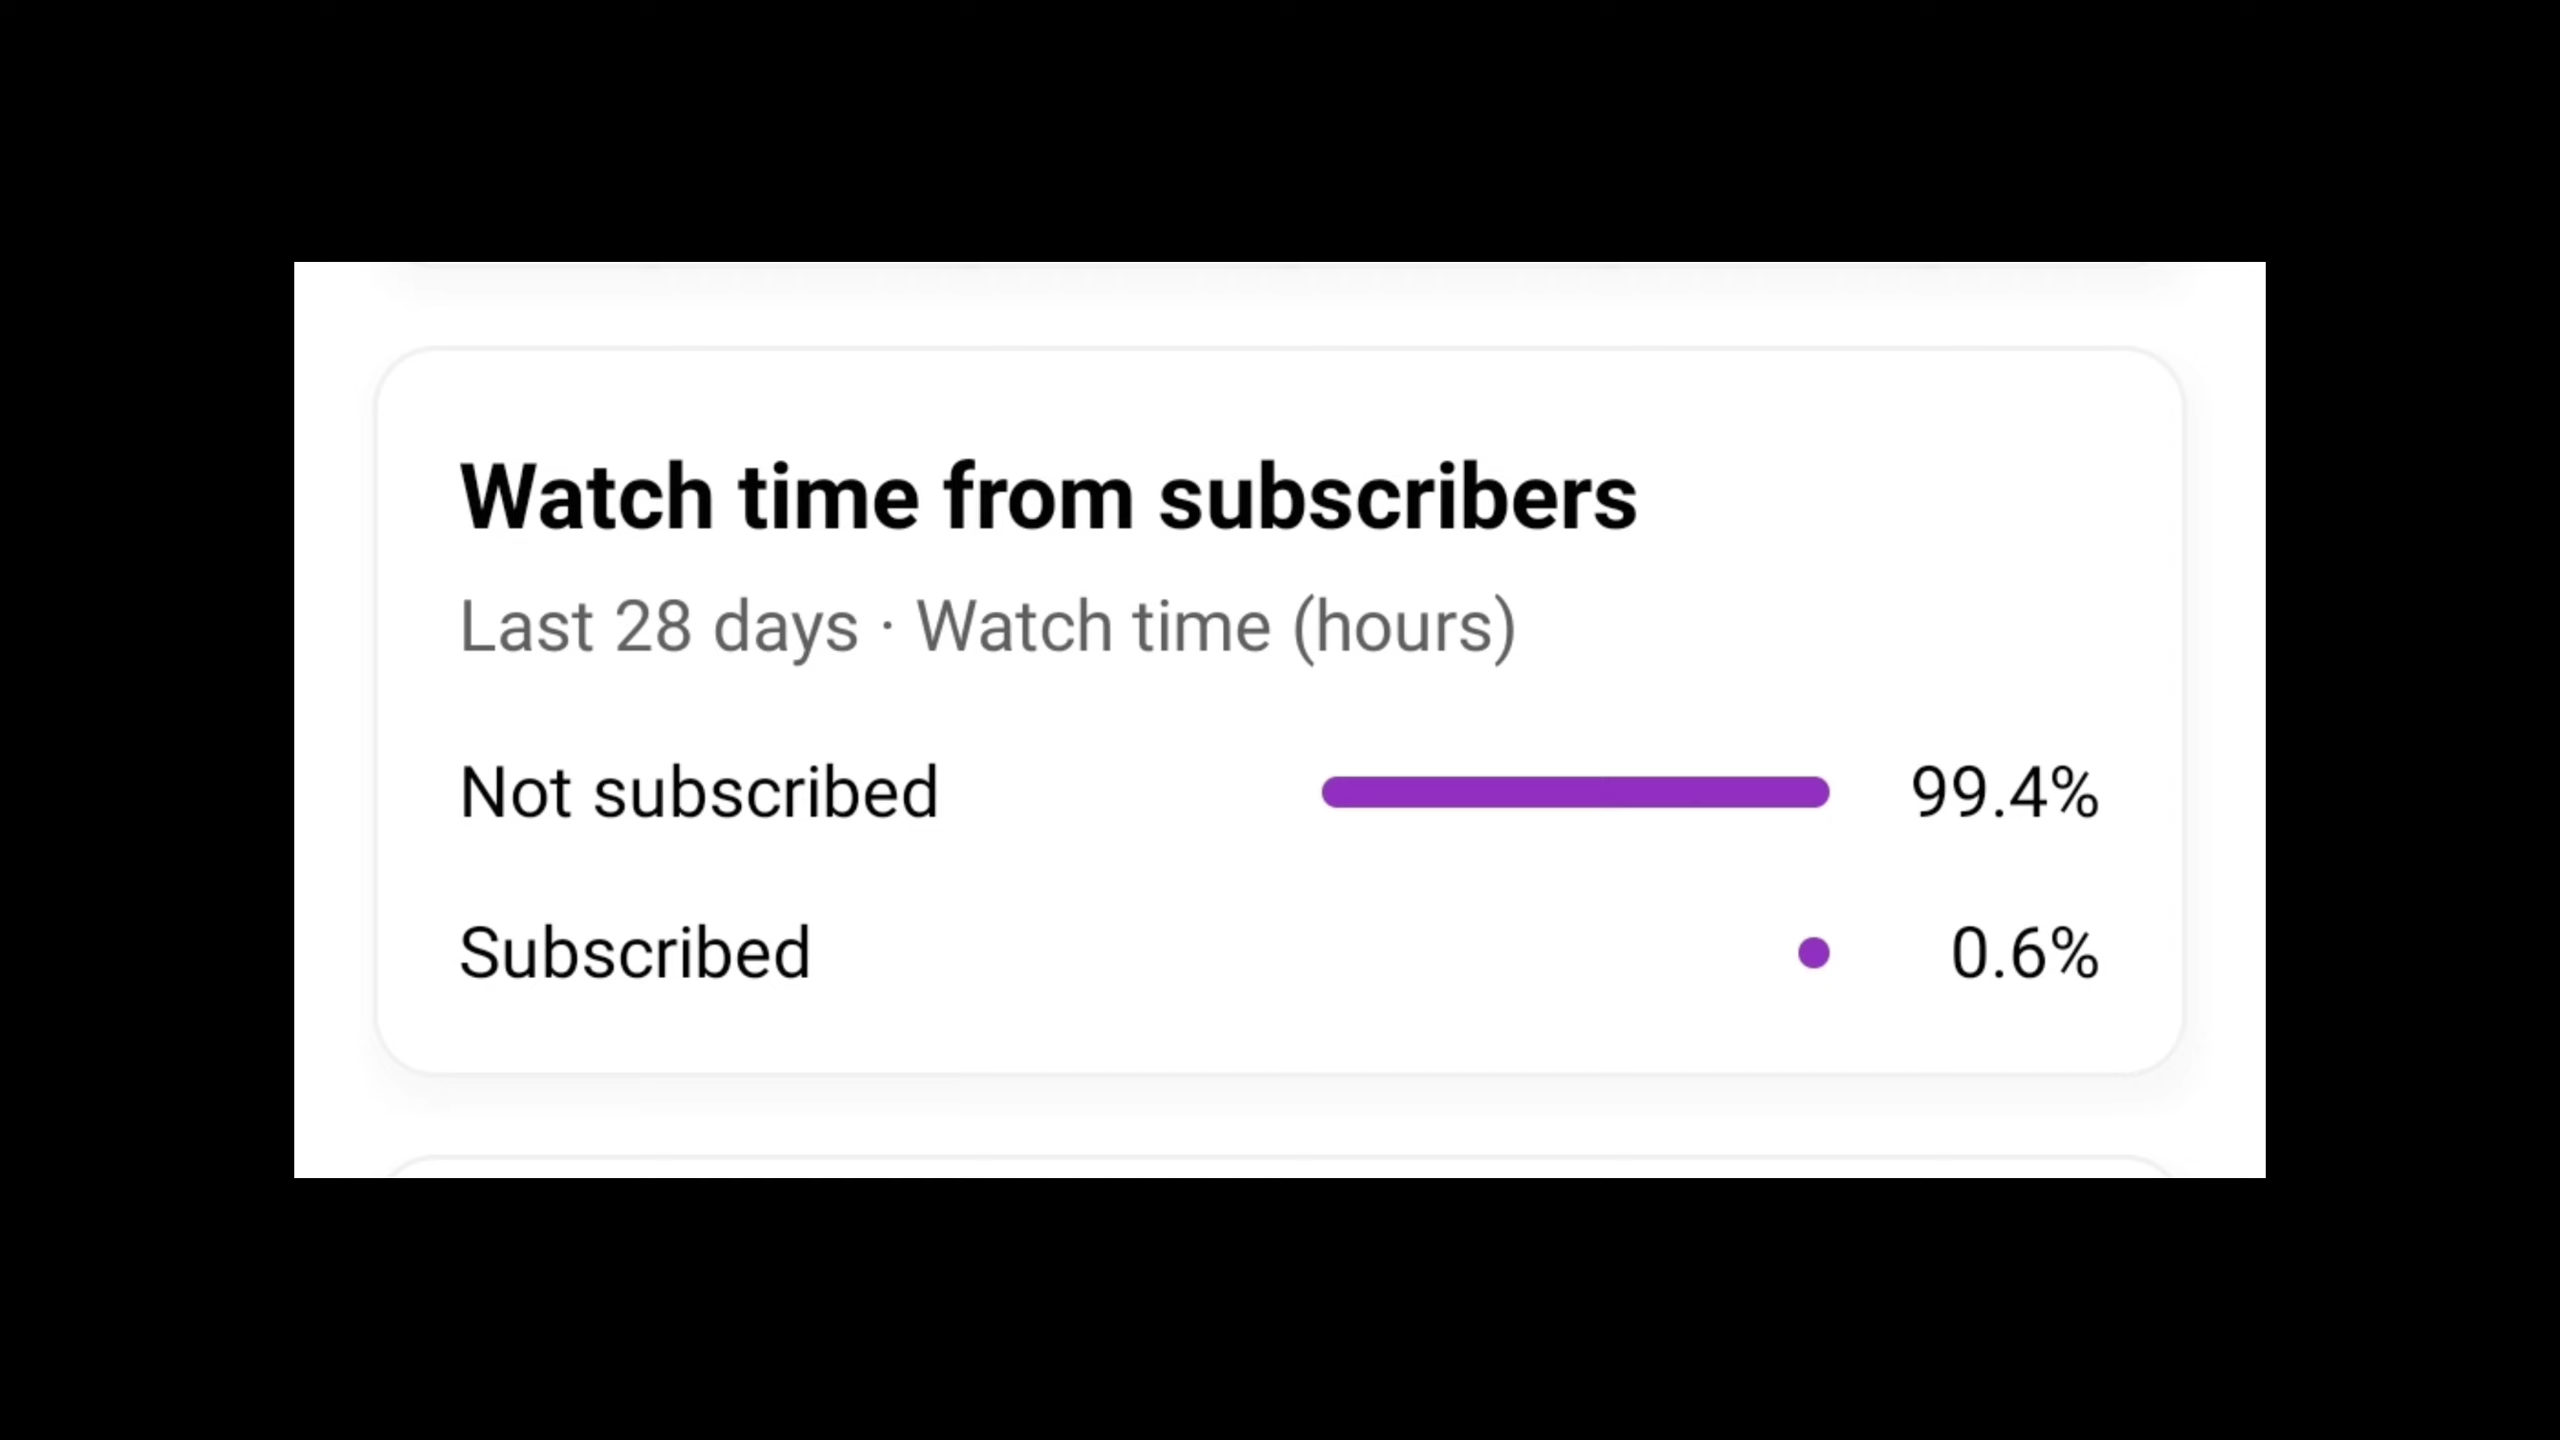 Watch time from subscribers
Last 28 days · Watch time (hours)
Not subscribed 99.4%
Subscribed 0.6%